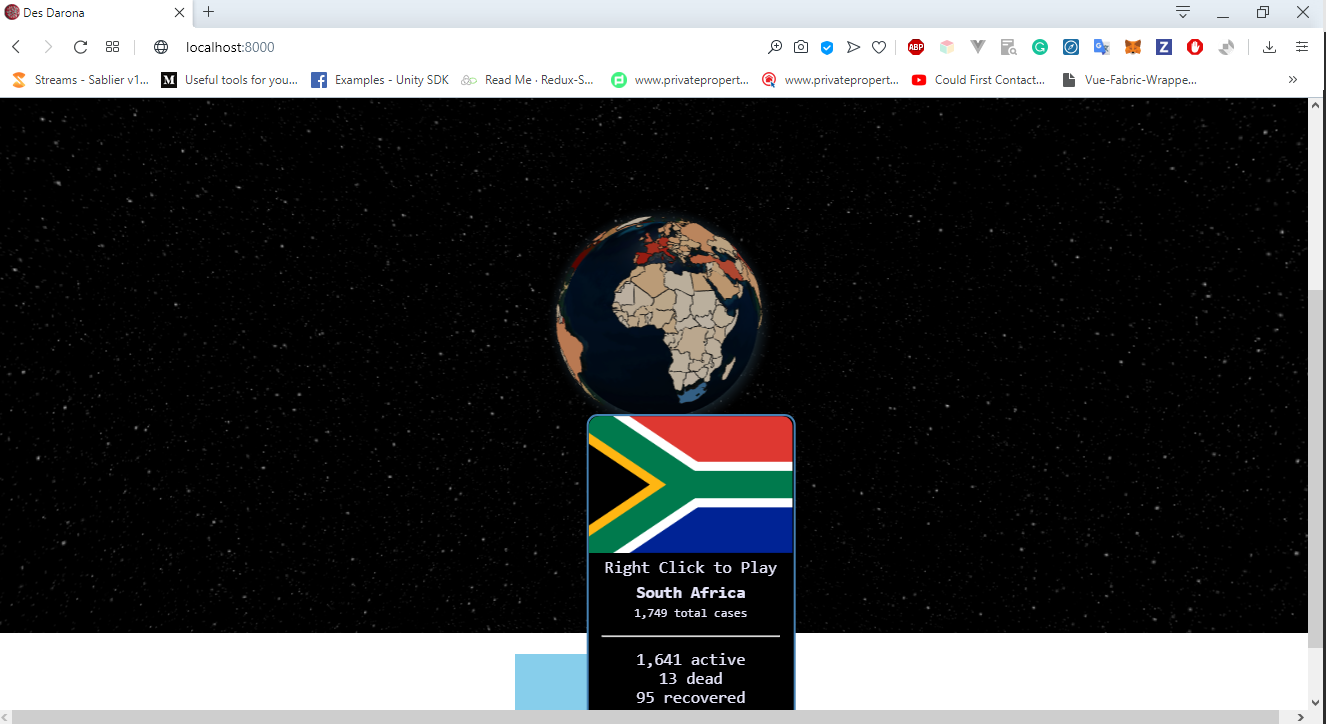 Des Darona
localhost:8000
ABP
Streams - Sablier v1...
M Useful tools for you...
Examples - Unity SDK
Read Me · Redux-S...
www.privatepropert...
www.privatepropert...
Could First Contact...
Vue-Fabric-Wrappe...
Right Click to Play
South Africa
1,749 total cases
1,641 active
13 dead
95 recovered